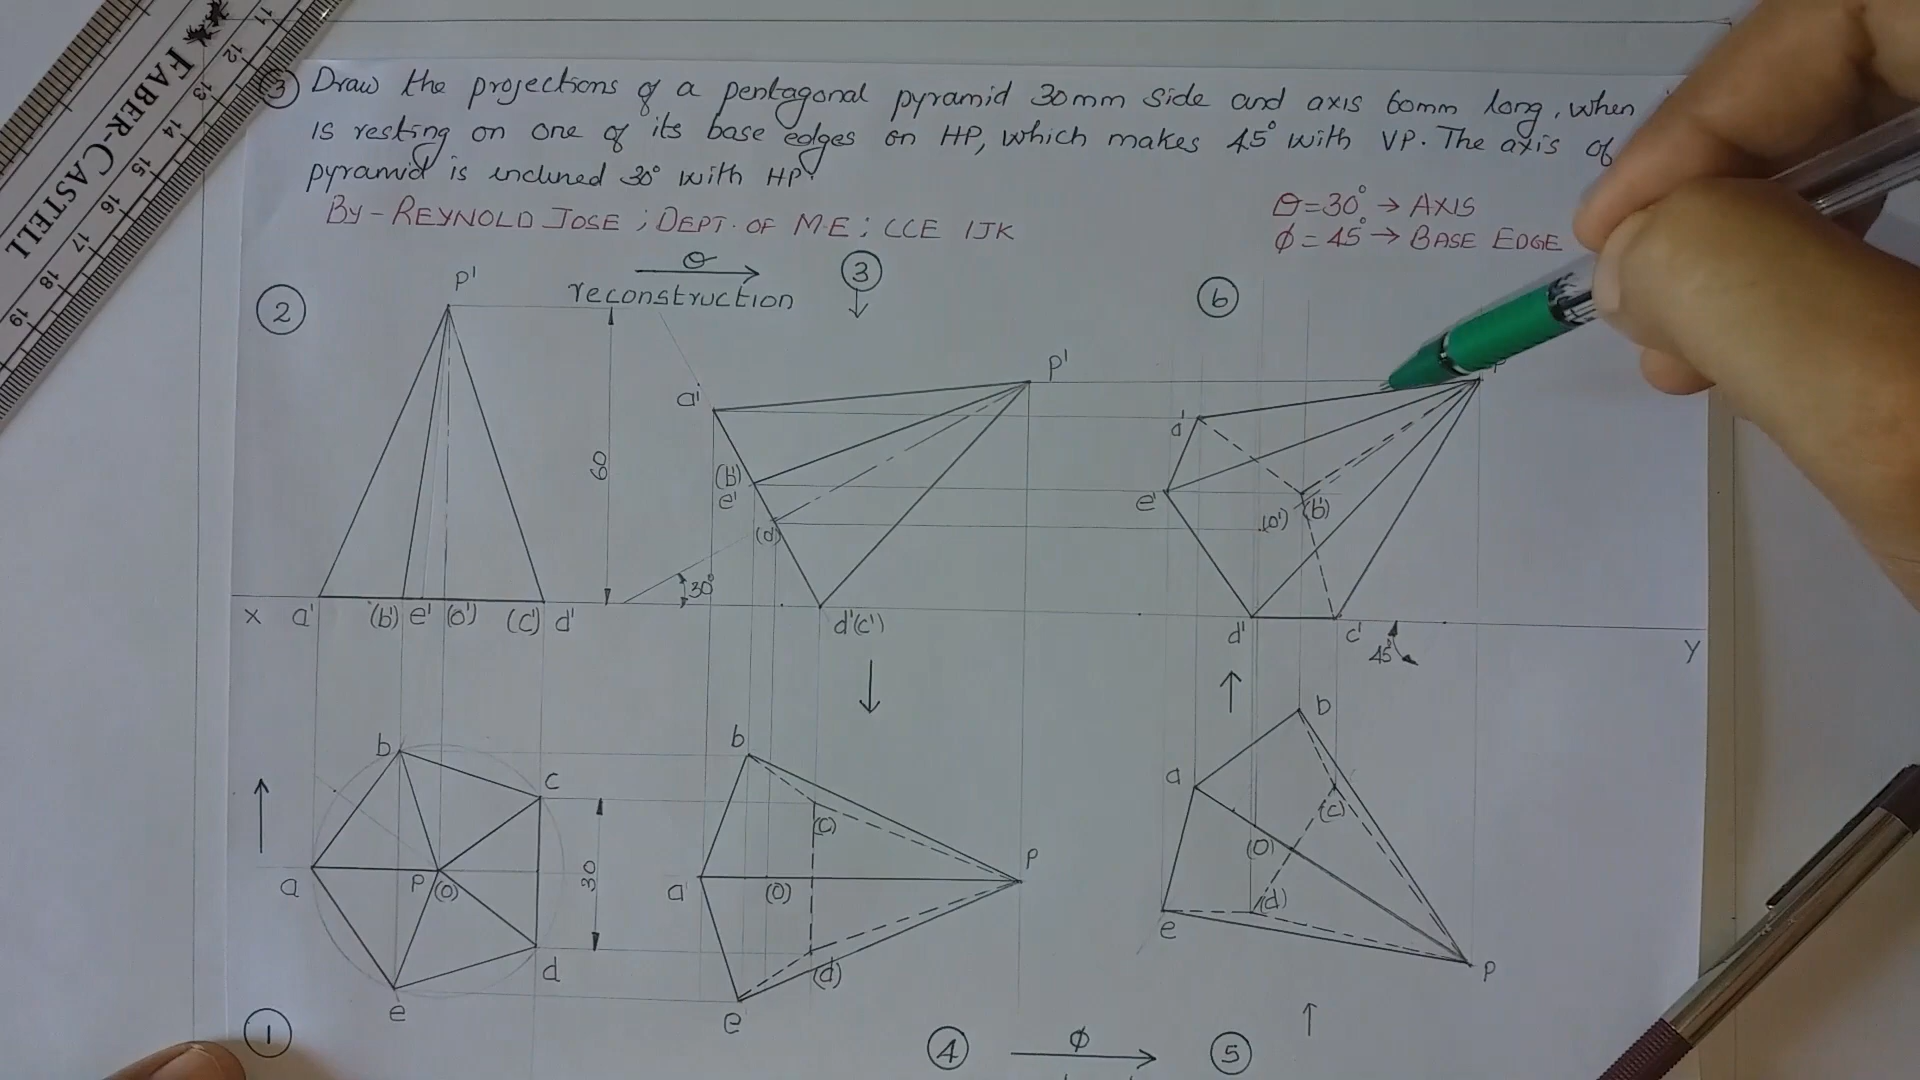 FABER-CASTELL
11
12
13
14
15
16
17
18
19
3 Draw the projections of a pentagonal pyramid 30mm side and axis 60mm long, when
is resting on one of its base edges on HP, which makes 45° with VP. The axis of
pyramid is inclined 30° with HP.
By - REYNOLD JOSE ; DEPT. OF M.E ; CCE IJK
θ=30° → AXIS
ϕ=45° → BASE EDGE
2
p'
θ
reconstruction
3
6
a'
p'
60
(b')
e'
(o')
30°
a'
e'
(o')
(b')
x
a'
(b')
e'
(o')
(c')
d'
d'(c')
d'
c'
45°
y
b
c
a
p
(o)
30
d
e
b
(c)
a
(o)
p
(d)
e
b
a
(c)
(o)
(d)
e
p
1
4
ϕ
5